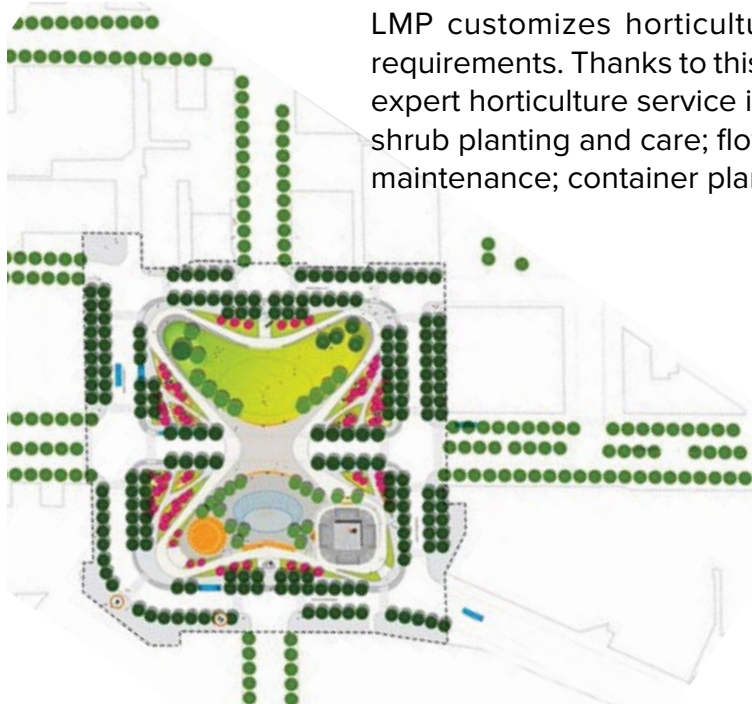 LMP customizes horticultu
requirements. Thanks to this
expert horticulture service i
shrub planting and care; flo
maintenance; container plan